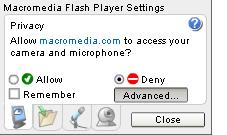 Macromedia Flash Player Settings
Privacy
Allow macromedia.com to access your
camera and microphone?
Allow
Deny
Remember
Advanced...
Close